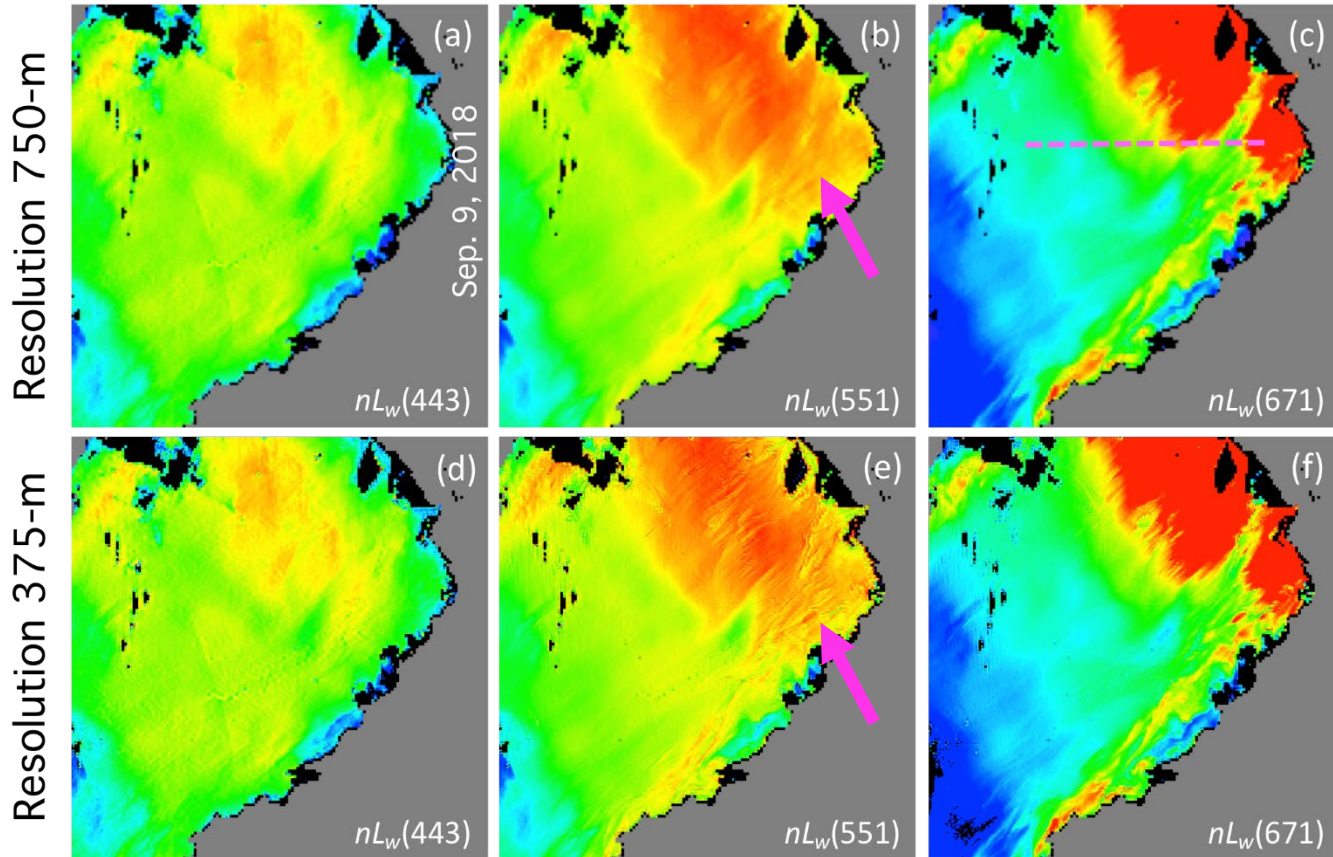 Resolution 750-m
(a)
Sep. 9, 2018
nLw(443)
(b)
nLw(551)
(c)
nLw(671)
Resolution 375-m
(d)
nLw(443)
(e)
nLw(551)
(f)
nLw(671)